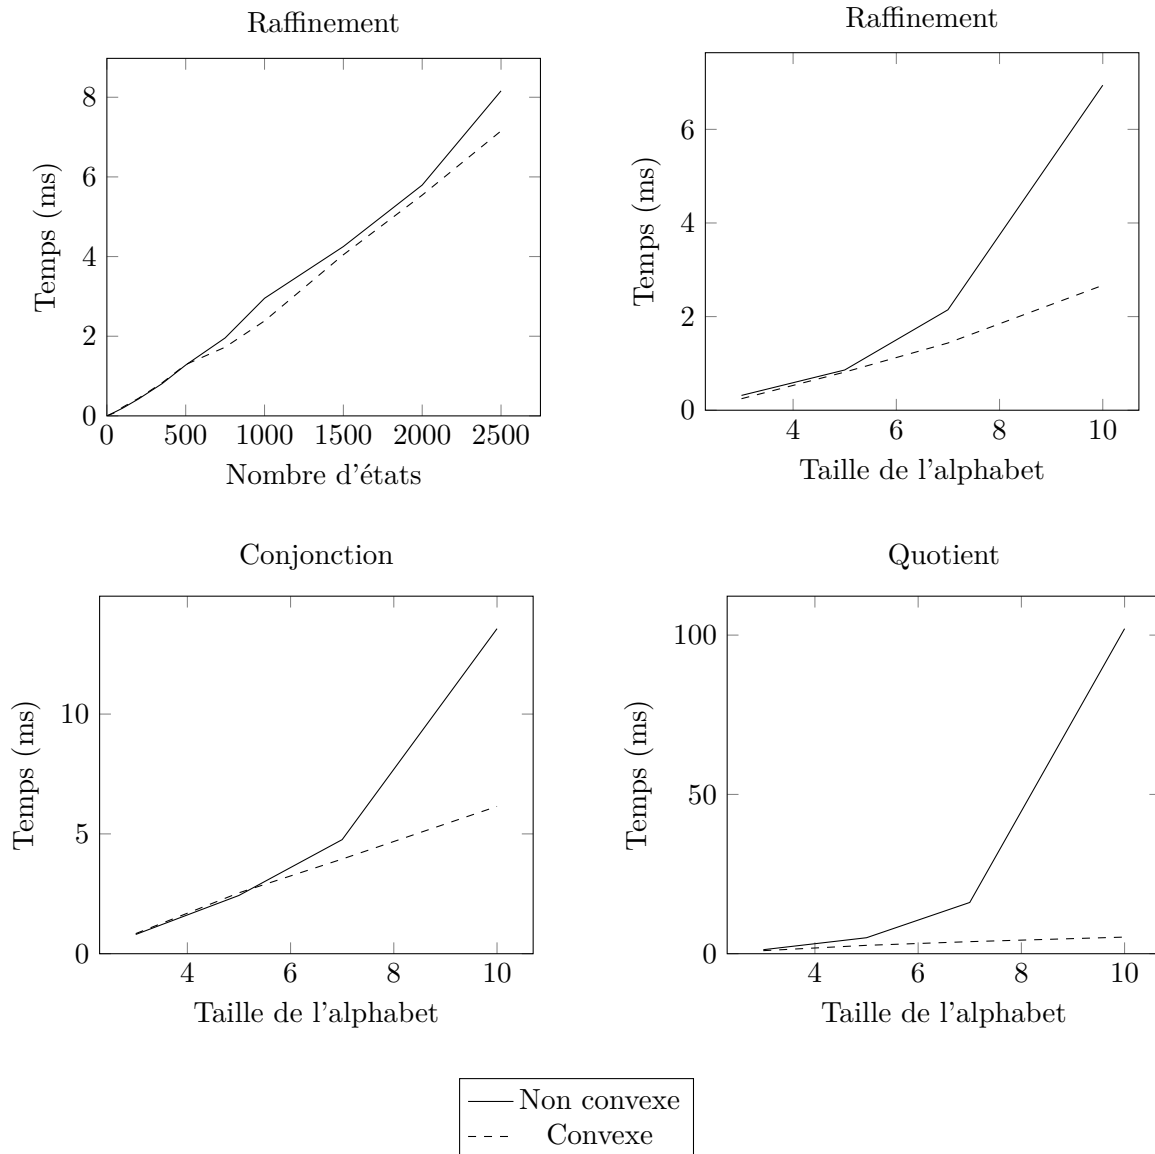 Raffinement
8
6
4
2
0
0 500 1000 1500 2000 2500
Temps (ms)
Nombre d'états
Raffinement
6
4
2
0
4 6 8 10
Temps (ms)
Taille de l'alphabet
Conjonction
10
5
0
4 6 8 10
Temps (ms)
Taille de l'alphabet
Quotient
100
50
0
4 6 8 10
Temps (ms)
Taille de l'alphabet
Non convexe
Convexe